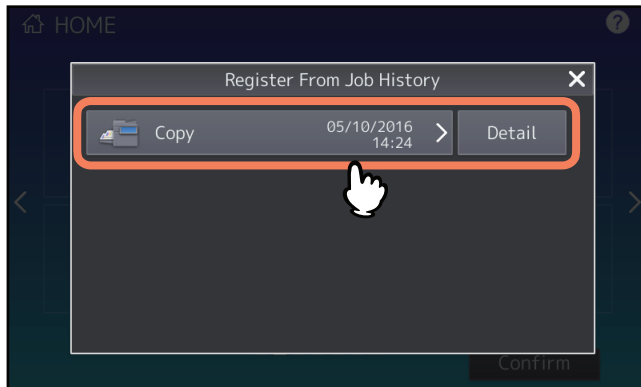 HOME ?
Register From Job History
Copy 05/10/2016 Detail
14:24
Confirm